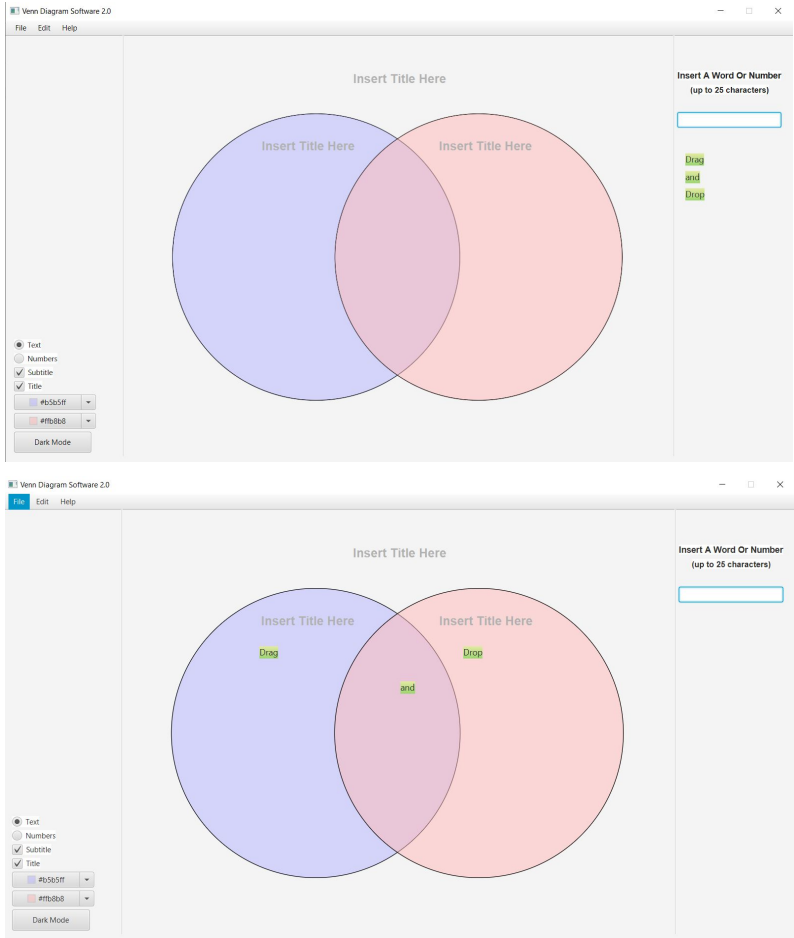 Venn Diagram Software 2.0
File Edit Help
Insert Title Here
Insert A Word Or Number
(up to 25 characters)
Insert Title Here Insert Title Here
Drag
and
Drop
Text
Numbers
Subtitle
Title
#b5b5ff
#ffb8b8
Dark Mode
Venn Diagram Software 2.0
File Edit Help
Insert Title Here
Insert A Word Or Number
(up to 25 characters)
Insert Title Here Insert Title Here
Drag Drop
and
Text
Numbers
Subtitle
Title
#b5b5ff
#ffb8b8
Dark Mode